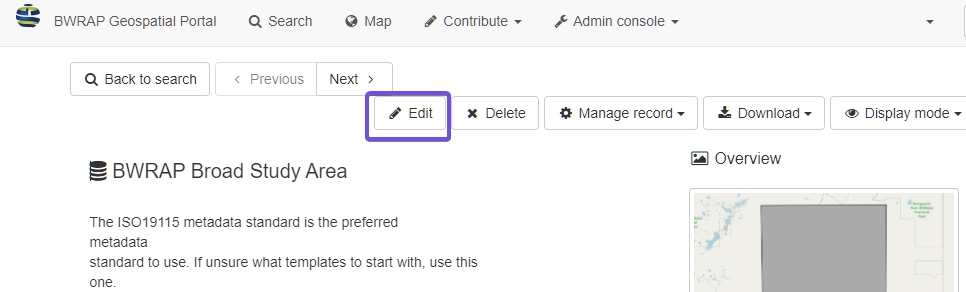 BWRAP Geospatial Portal Search Map Contribute Admin console
Back to search Previous Next
Edit Delete Manage record Download Display mode
BWRAP Broad Study Area
Overview
The ISO19115 metadata standard is the preferred
metadata
standard to use. If unsure what templates to start with, use this
one.